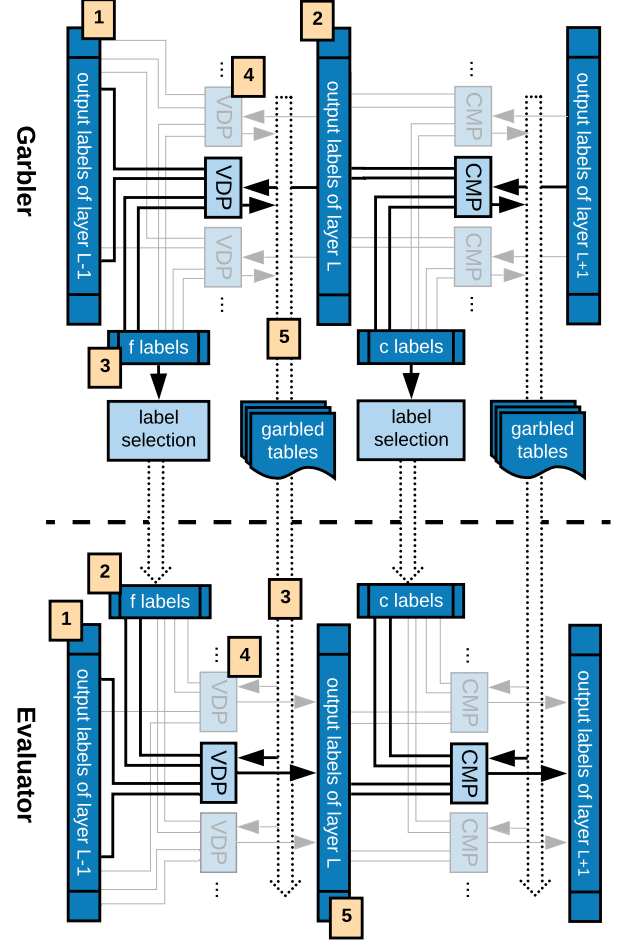 1
2
4
output labels of layer L-1
...
VDP
VDP
VDP
...
output labels of layer L
...
CMP
CMP
CMP
...
output labels of layer L+1
Garbler
5
3
f labels
c labels
label
selection
garbled
tables
label
selection
garbled
tables
2
f labels
3
c labels
1
4
output labels of layer L-1
...
VDP
VDP
VDP
...
output labels of layer L
...
CMP
CMP
CMP
...
output labels of layer L+1
Evaluator
5